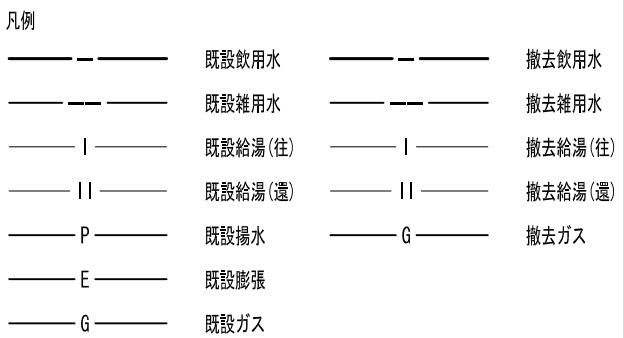 凡例
既設飲用水 撤去飲用水
既設雑用水 撤去雑用水
I 既設給湯(往) I 撤去給湯(往)
II 既設給湯(還) II 撤去給湯(還)
P 既設揚水 G 撤去ガス
E 既設膨張
G 既設ガス